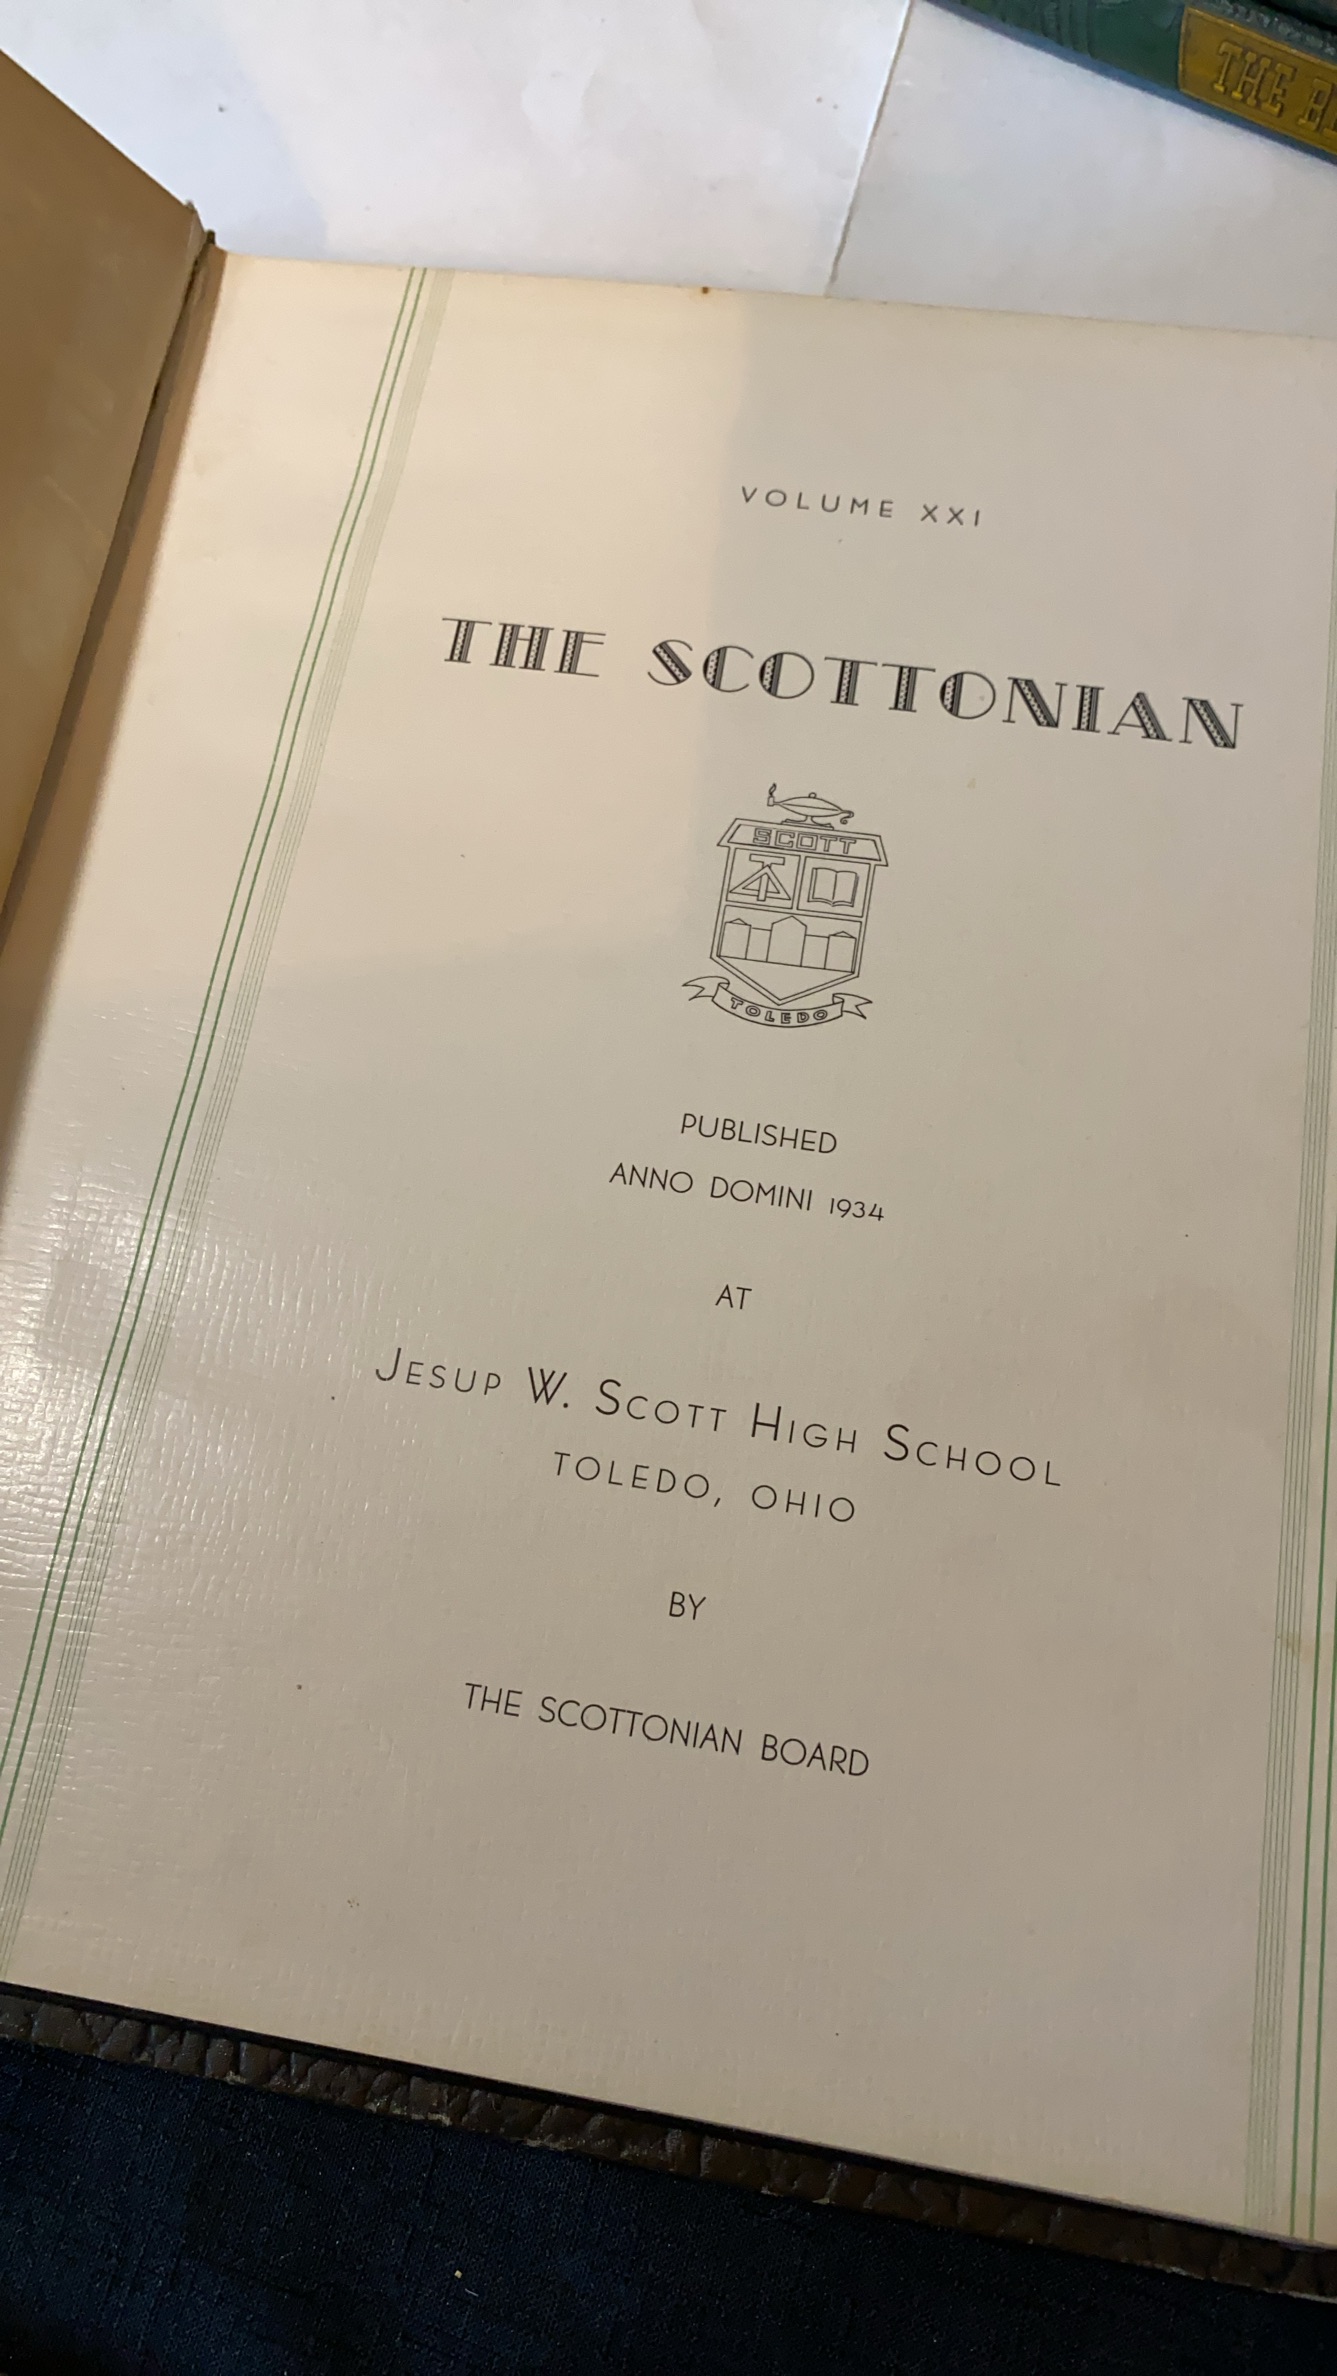 THE
VOLUME XXI
THE SCOTTONIAN
SCOTT
TOLEDO
PUBLISHED
ANNO DOMINI 1934
AT
JESUP W. SCOTT HIGH SCHOOL
TOLEDO, OHIO
BY
THE SCOTTONIAN BOARD